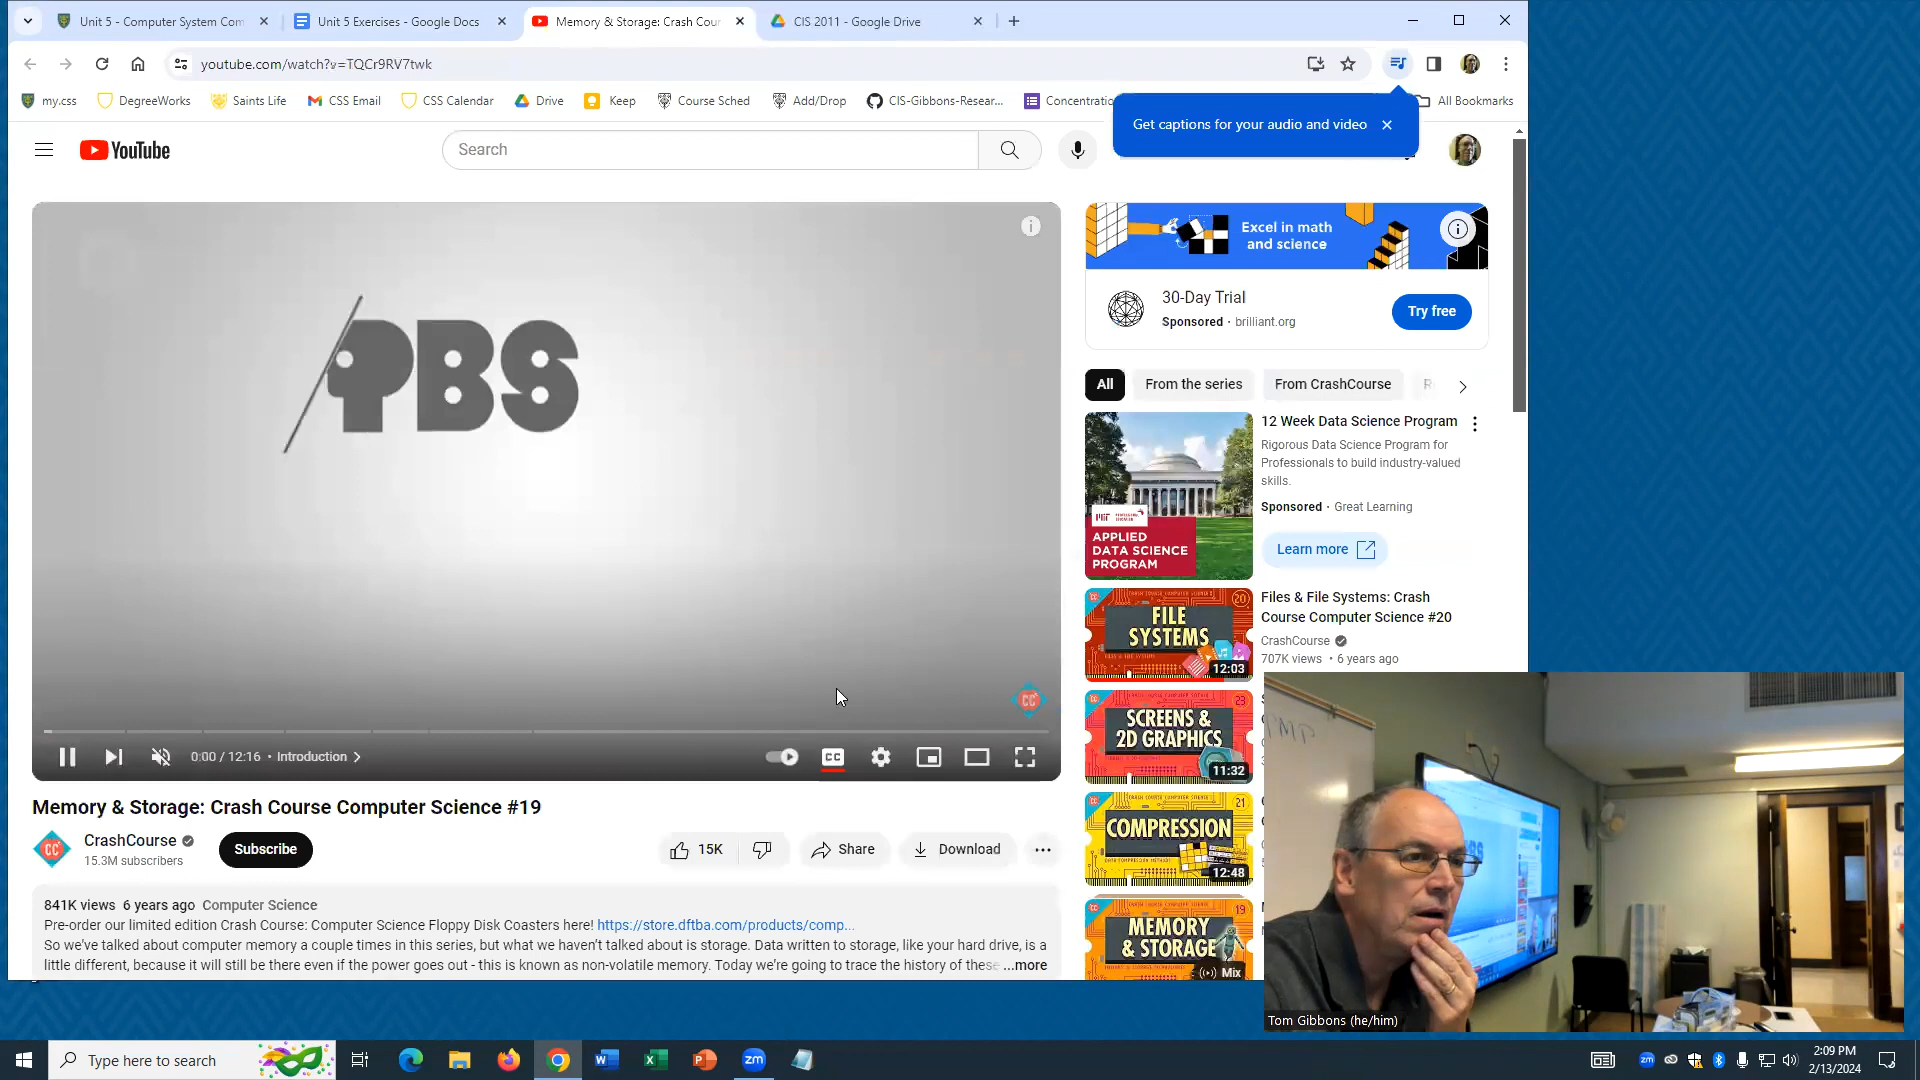 Unit 5 - Computer System Com
Unit 5 Exercises - Google Docs
Memory & Storage: Crash Cour
CIS 2011 - Google Drive
youtube.com/watch?v=TQCr9RV7twk
my.css
DegreeWorks
Saints Life
CSS Email
CSS Calendar
Drive
Keep
Course Sched
Add/Drop
CIS-Gibbons-Resear...
Concentratio
All Bookmarks
Get captions for your audio and video
YouTube
Search
PBS
CC
0:00 / 12:16 • Introduction
CC
Memory & Storage: Crash Course Computer Science #19
CC
CrashCourse
15.3M subscribers
Subscribe
15K
Share
Download
841K views 6 years ago Computer Science
Pre-order our limited edition Crash Course: Computer Science Floppy Disk Coasters here! https://store.dftba.com/products/comp...
So we've talked about computer memory a couple times in this series, but what we haven't talked about is storage. Data written to storage, like your hard drive, is a
little different, because it will still be there even if the power goes out - this is known as non-volatile memory. Today we're going to trace the history of these ...more
Excel in math
and science
30-Day Trial
Sponsored · brilliant.org
Try free
All
From the series
From CrashCourse
APPLIED
DATA SCIENCE
PROGRAM
12 Week Data Science Program
Rigorous Data Science Program for
Professionals to build industry-valued
skills.
Sponsored · Great Learning
Learn more
20
FILE
SYSTEMS
12:03
Files & File Systems: Crash
Course Computer Science #20
CrashCourse
707K views • 6 years ago
23
SCREENS &
2D GRAPHICS
11:32
21
COMPRESSION
12:48
19
MEMORY
& STORAGE
Mix
Tom Gibbons (he/him)
Type here to search
zm
zm
2:09 PM
2/13/2024